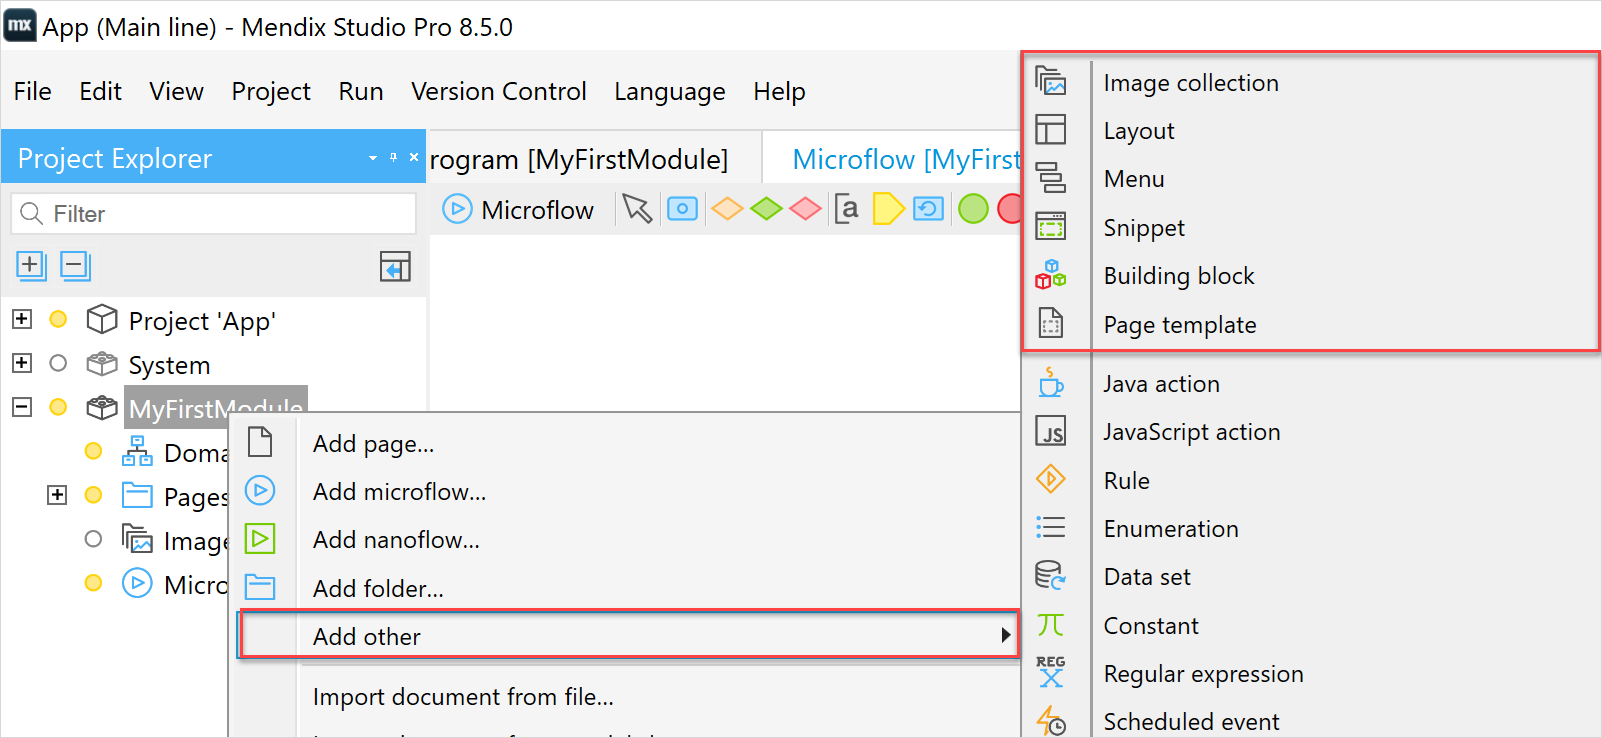 mx App (Main line) - Mendix Studio Pro 8.5.0
File Edit View Project Run Version Control Language Help
Project Explorer
rogram [MyFirstModule]
Microflow [MyFirst
Filter
Microflow
[a
Project 'App'
System
MyFirstModule
Doma
Pages
Image
Micro
Add page...
Add microflow...
Add nanoflow...
Add folder...
Add other
Import document from file...
Image collection
Layout
Menu
Snippet
Building block
Page template
Java action
JS JavaScript action
Rule
Enumeration
Data set
π Constant
REG
X Regular expression
Scheduled event